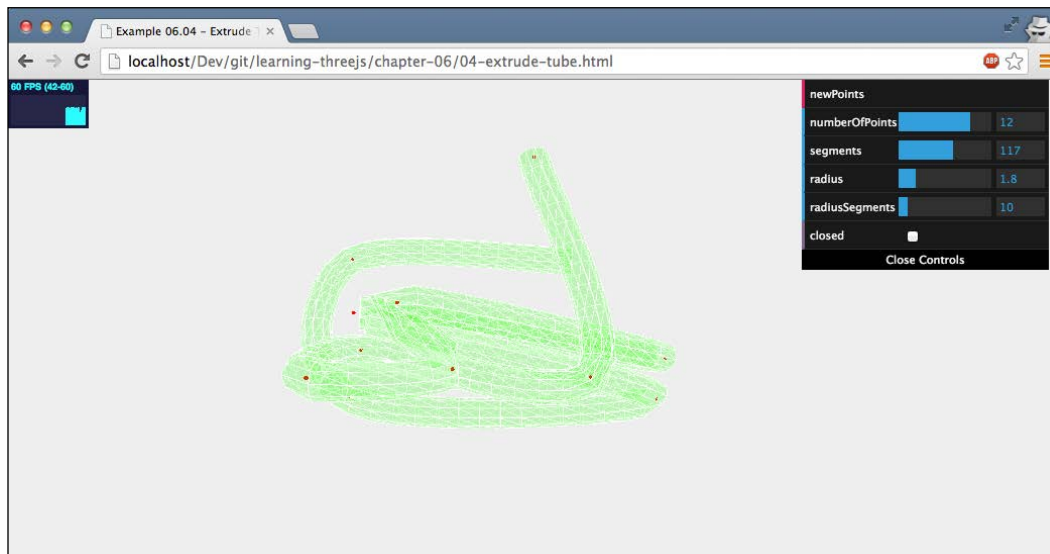 Example 06.04 – Extrude T
localhost/Dev/git/learning-threejs/chapter-06/04-extrude-tube.html
ABP
60 FPS (42-60)
newPoints
numberOfPoints 12
segments 117
radius 1.8
radiusSegments 10
closed
Close Controls